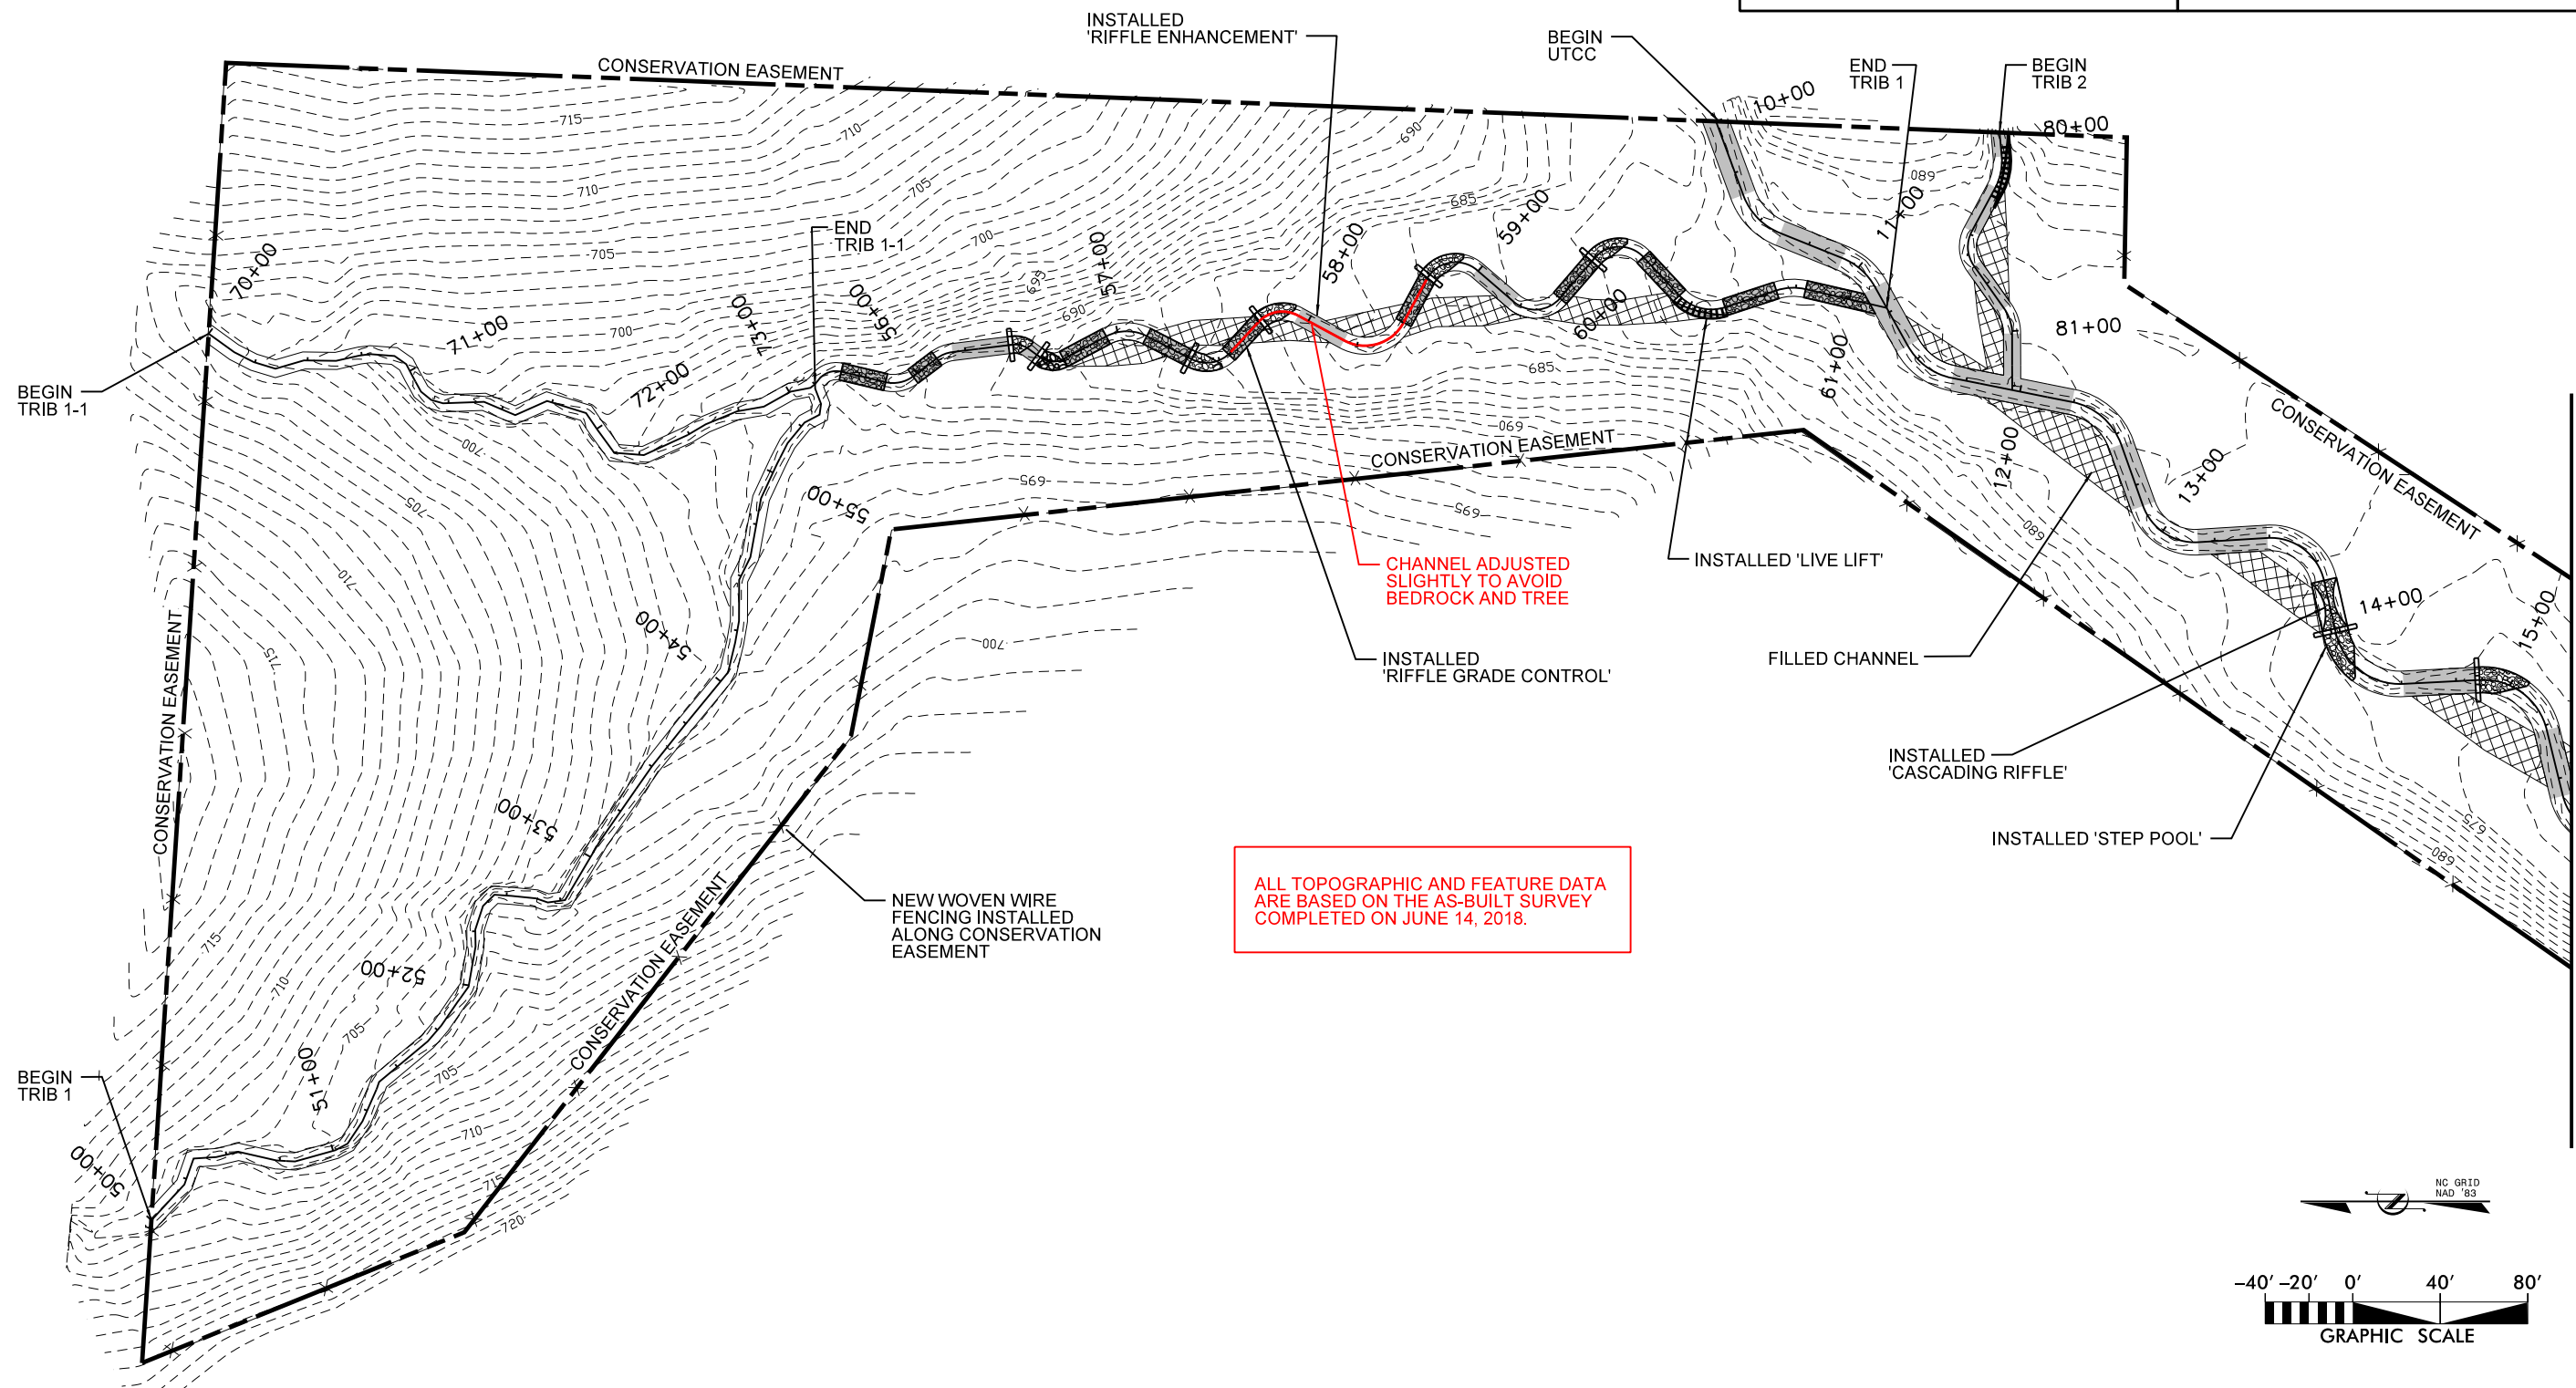 INSTALLED
'RIFFLE ENHANCEMENT'
BEGIN
UTCC
END
TRIB 1
BEGIN
TRIB 2
CONSERVATION EASEMENT
10+00
80+00
715
710
690
710
705
680
685
59+00
11+00
END
TRIB 1-1
700
705
70+00
695
57+00
58+00
690
56+00
73+00
71+00
700
60+00
81+00
685
61+00
72+00
BEGIN
TRIB 1-1
700
690
CONSERVATION EASEMENT
CONSERVATION EASEMENT
12+00
13+00
695
55+00
705
695
680
INSTALLED 'LIVE LIFT'
CHANNEL ADJUSTED
SLIGHTLY TO AVOID
BEDROCK AND TREE
710
14+00
15+00
54+00
700
715
CONSERVATION EASEMENT
INSTALLED
'RIFFLE GRADE CONTROL'
FILLED CHANNEL
INSTALLED
'CASCADING RIFFLE'
53+00
675
680
INSTALLED 'STEP POOL'
NEW WOVEN WIRE
FENCING INSTALLED
ALONG CONSERVATION
EASEMENT
ALL TOPOGRAPHIC AND FEATURE DATA
ARE BASED ON THE AS-BUILT SURVEY
COMPLETED ON JUNE 14, 2018.
CONSERVATION EASEMENT
715
52+00
710
705
51+00
705
BEGIN
TRIB 1
710
50+00
715
720
NC GRID
NAD '83
-40' -20' 0' 40' 80'
GRAPHIC SCALE